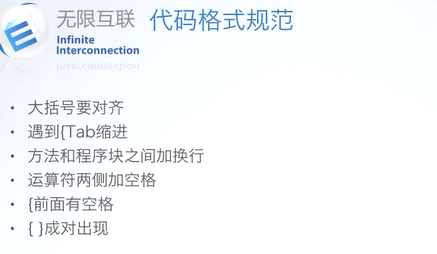 无限互联 代码格式规范
Infinite
Interconnection
• 大括号要对齐
• 遇到{Tab缩进
• 方法和程序块之间加换行
• 运算符两侧加空格
• {前面有空格
• { }成对出现